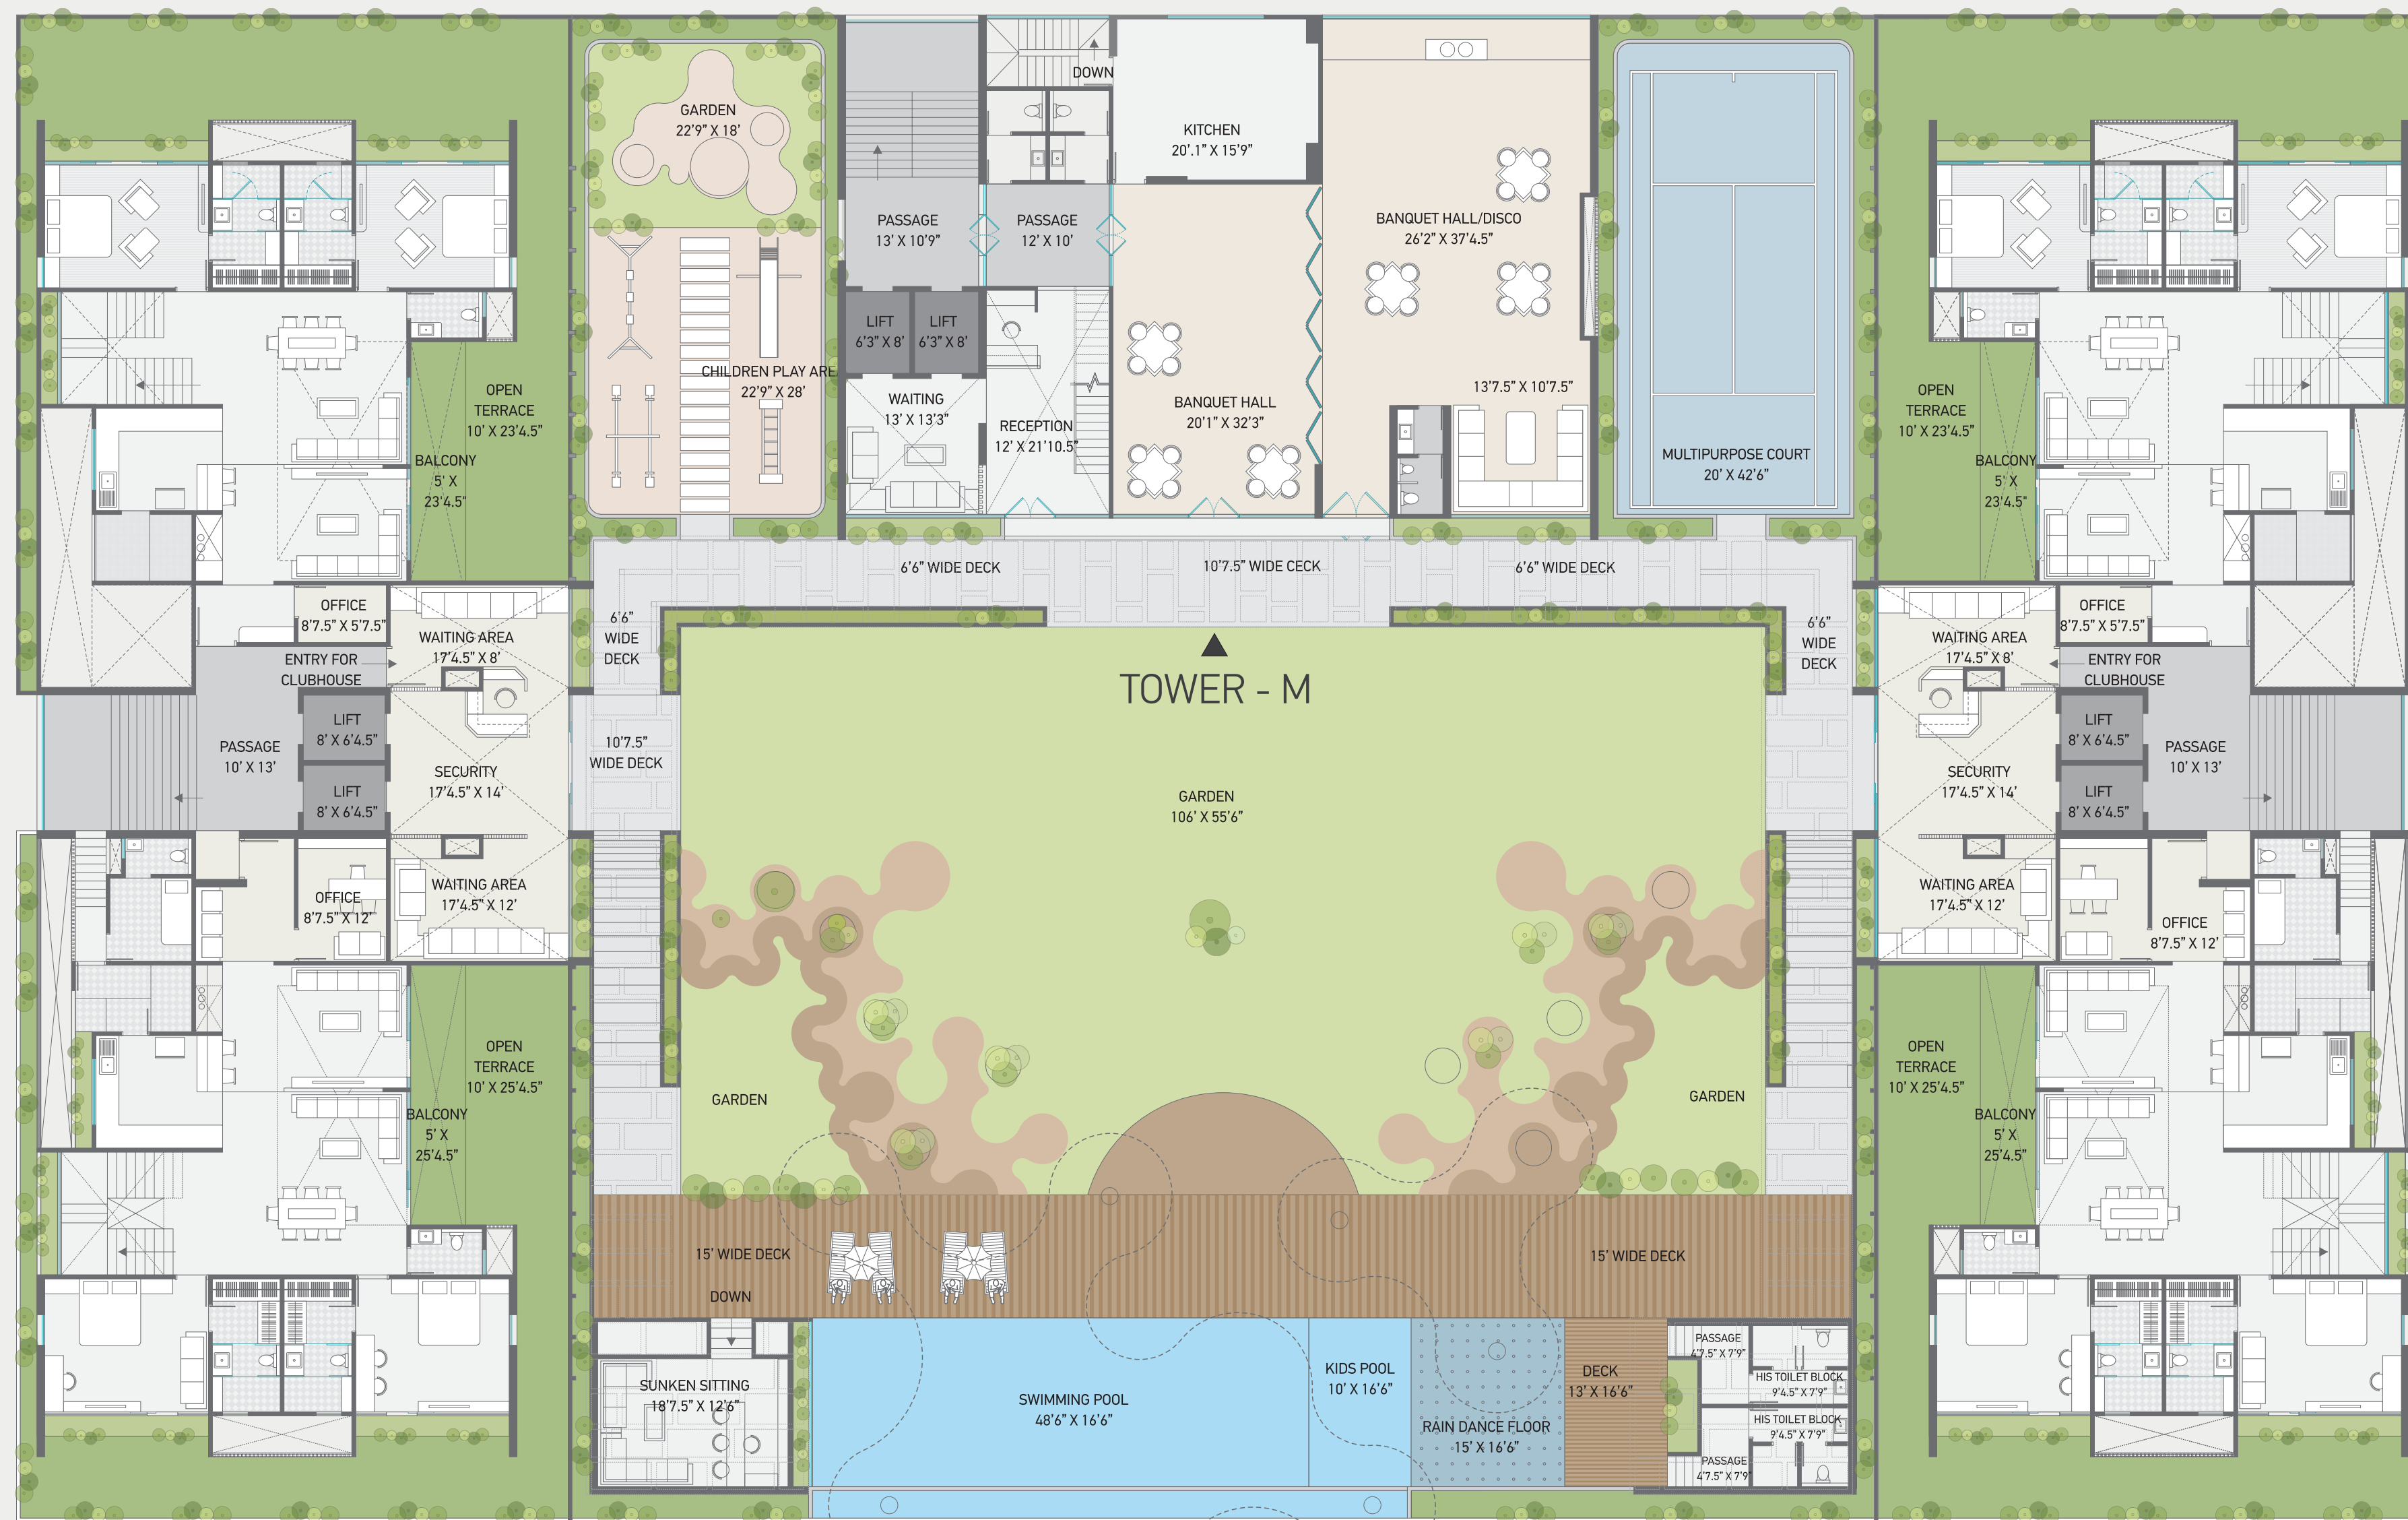 DOWN
GARDEN
22'9" X 18'
KITCHEN
20'.1" X 15'9"
PASSAGE
13' X 10'9"
PASSAGE
12' X 10'
BANQUET HALL/DISCO
26'2" X 37'4.5"
LIFT
6'3" X 8'
LIFT
6'3" X 8'
CHILDREN PLAY ARE
22'9" X 28'
WAITING
13' X 13'3"
RECEPTION
12' X 21'10.5"
BANQUET HALL
20'1" X 32'3"
13'7.5" X 10'7.5"
MULTIPURPOSE COURT
20' X 42'6"
OPEN
TERRACE
10' X 23'4.5"
BALCONY
5' X
23'4.5"
OPEN
TERRACE
10' X 23'4.5"
BALCONY
5' X
23'4.5"
6'6" WIDE DECK
10'7.5" WIDE CECK
6'6" WIDE DECK
OFFICE
8'7.5" X 5'7.5"
WAITING AREA
17'4.5" X 8'
ENTRY FOR
CLUBHOUSE
6'6"
WIDE
DECK
6'6"
WIDE
DECK
WAITING AREA
17'4.5" X 8'
OFFICE
8'7.5" X 5'7.5"
ENTRY FOR
CLUBHOUSE
TOWER - M
PASSAGE
10' X 13'
LIFT
8' X 6'4.5"
LIFT
8' X 6'4.5"
SECURITY
17'4.5" X 14'
10'7.5"
WIDE DECK
GARDEN
106' X 55'6"
SECURITY
17'4.5" X 14'
LIFT
8' X 6'4.5"
LIFT
8' X 6'4.5"
PASSAGE
10' X 13'
OFFICE
8'7.5" X 12'
WAITING AREA
17'4.5" X 12'
WAITING AREA
17'4.5" X 12'
OFFICE
8'7.5" X 12'
OPEN
TERRACE
10' X 25'4.5"
BALCONY
5' X
25'4.5"
GARDEN
GARDEN
OPEN
TERRACE
10' X 25'4.5"
BALCONY
5' X
25'4.5"
15' WIDE DECK
15' WIDE DECK
DOWN
SUNKEN SITTING
18'7.5" X 12'6"
SWIMMING POOL
48'6" X 16'6"
KIDS POOL
10' X 16'6"
RAIN DANCE FLOOR
15' X 16'6"
DECK
13' X 16'6"
PASSAGE
4'7.5" X 7'9"
HIS TOILET BLOCK
9'4.5" X 7'9"
HIS TOILET BLOCK
9'4.5" X 7'9"
PASSAGE
4'7.5" X 7'9"